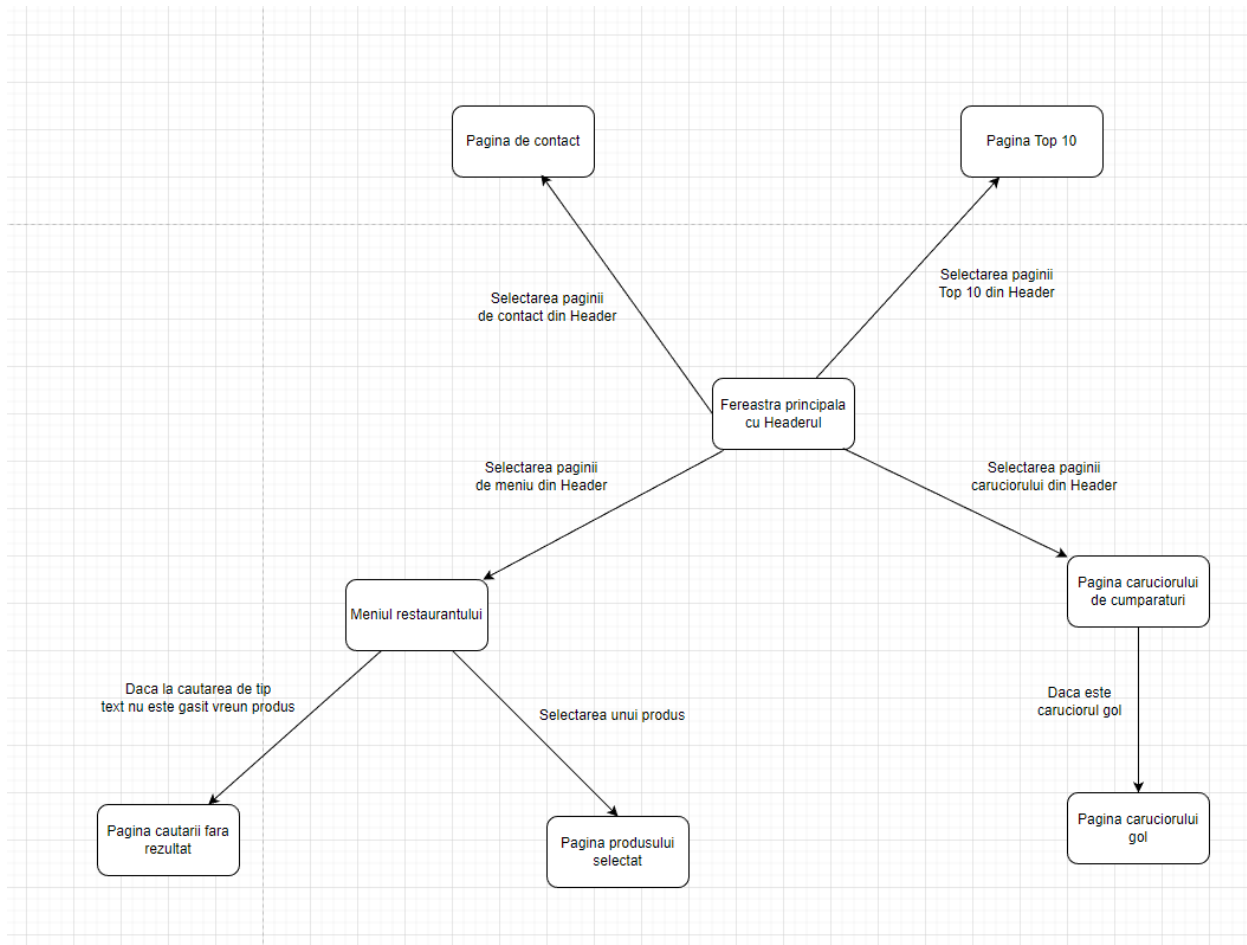 Pagina de contact
Pagina Top 10
Selectarea paginii
Top 10 din Header
Selectarea paginii
de contact din Header
Fereastra principala
cu Headerul
Selectarea paginii
de meniu din Header
Selectarea paginii
caruciorului din Header
Pagina caruciorului
de cumparaturi
Meniul restaurantului
Daca la cautarea de tip
text nu este gasit vreun produs
Selectarea unui produs
Daca este
caruciorul gol
Pagina cautarii fara
rezultat
Pagina produsului
selectat
Pagina caruciorului
gol